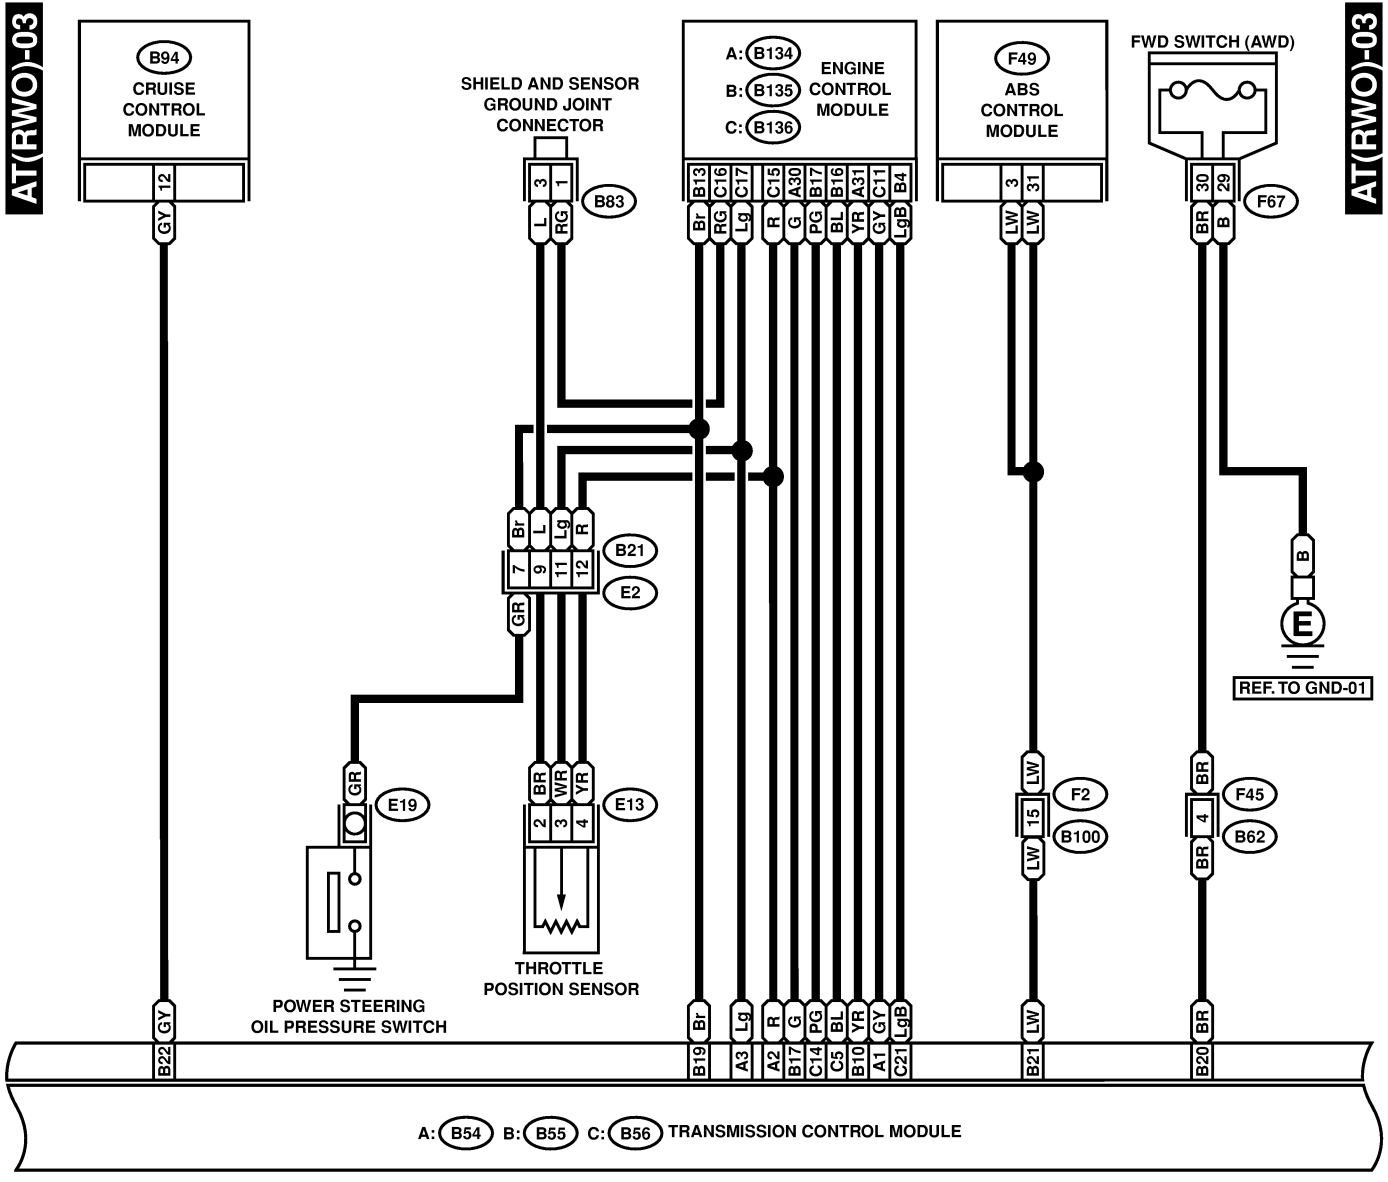 AT(RWO)-03
AT(RWO)-03
B94
CRUISE
CONTROL
MODULE
12
GY
SHIELD AND SENSOR
GROUND JOINT
CONNECTOR
3 1
B83
L RG
A: B134
B: B135
C: B136
ENGINE
CONTROL
MODULE
B13 C16 C17 C15 A30 B17 B16 A31 C11 B4
Br RG Lg R G PG BL YR GY LgB
F49
ABS
CONTROL
MODULE
3 31
LW LW
FWD SWITCH (AWD)
30 29
F67
BR B
Br L Lg R
B21
7 9 11 12
E2
GR
B
E
REF. TO GND-01
GR
E19
BR WR YR
E13
2 3 4
LW
F2
15
B100
LW
BR
F45
4
B62
BR
THROTTLE
POSITION SENSOR
POWER STEERING
OIL PRESSURE SWITCH
GY Br Lg R G PG BL YR GY LgB LW BR
B22 B19 A3 A2 B17 C14 C5 B10 A1 C21 B21 B20
A: B54 B: B55 C: B56 TRANSMISSION CONTROL MODULE